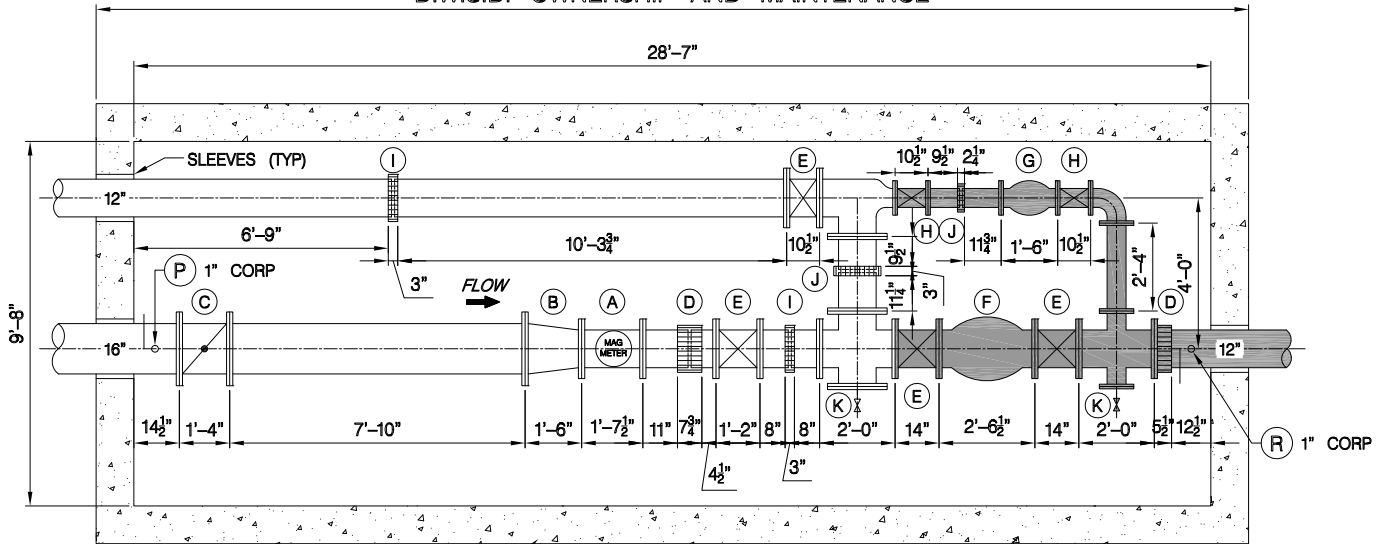 28'-7"
SLEEVES (TYP)
I
E
10½" 9½" 2¼"
G
H
12"
6'-9"
10'-3¾"
10½"
H J
11¾" 1'-6" 10½"
P 1" CORP
3"
FLOW
J
9½"
3"
11¼"
2'-4"
4'-0"
9'-8"
C
B
A
D
E
I
F
E
D
16"
MAG
METER
12"
K
E
K
14½" 1'-4" 7'-10" 1'-6" 1'-7½" 11" 7¾" 1'-2" 8" 8" 2'-0" 14" 2'-6½" 14" 2'-0" 5½" 12½"
4½"
3"
R 1" CORP